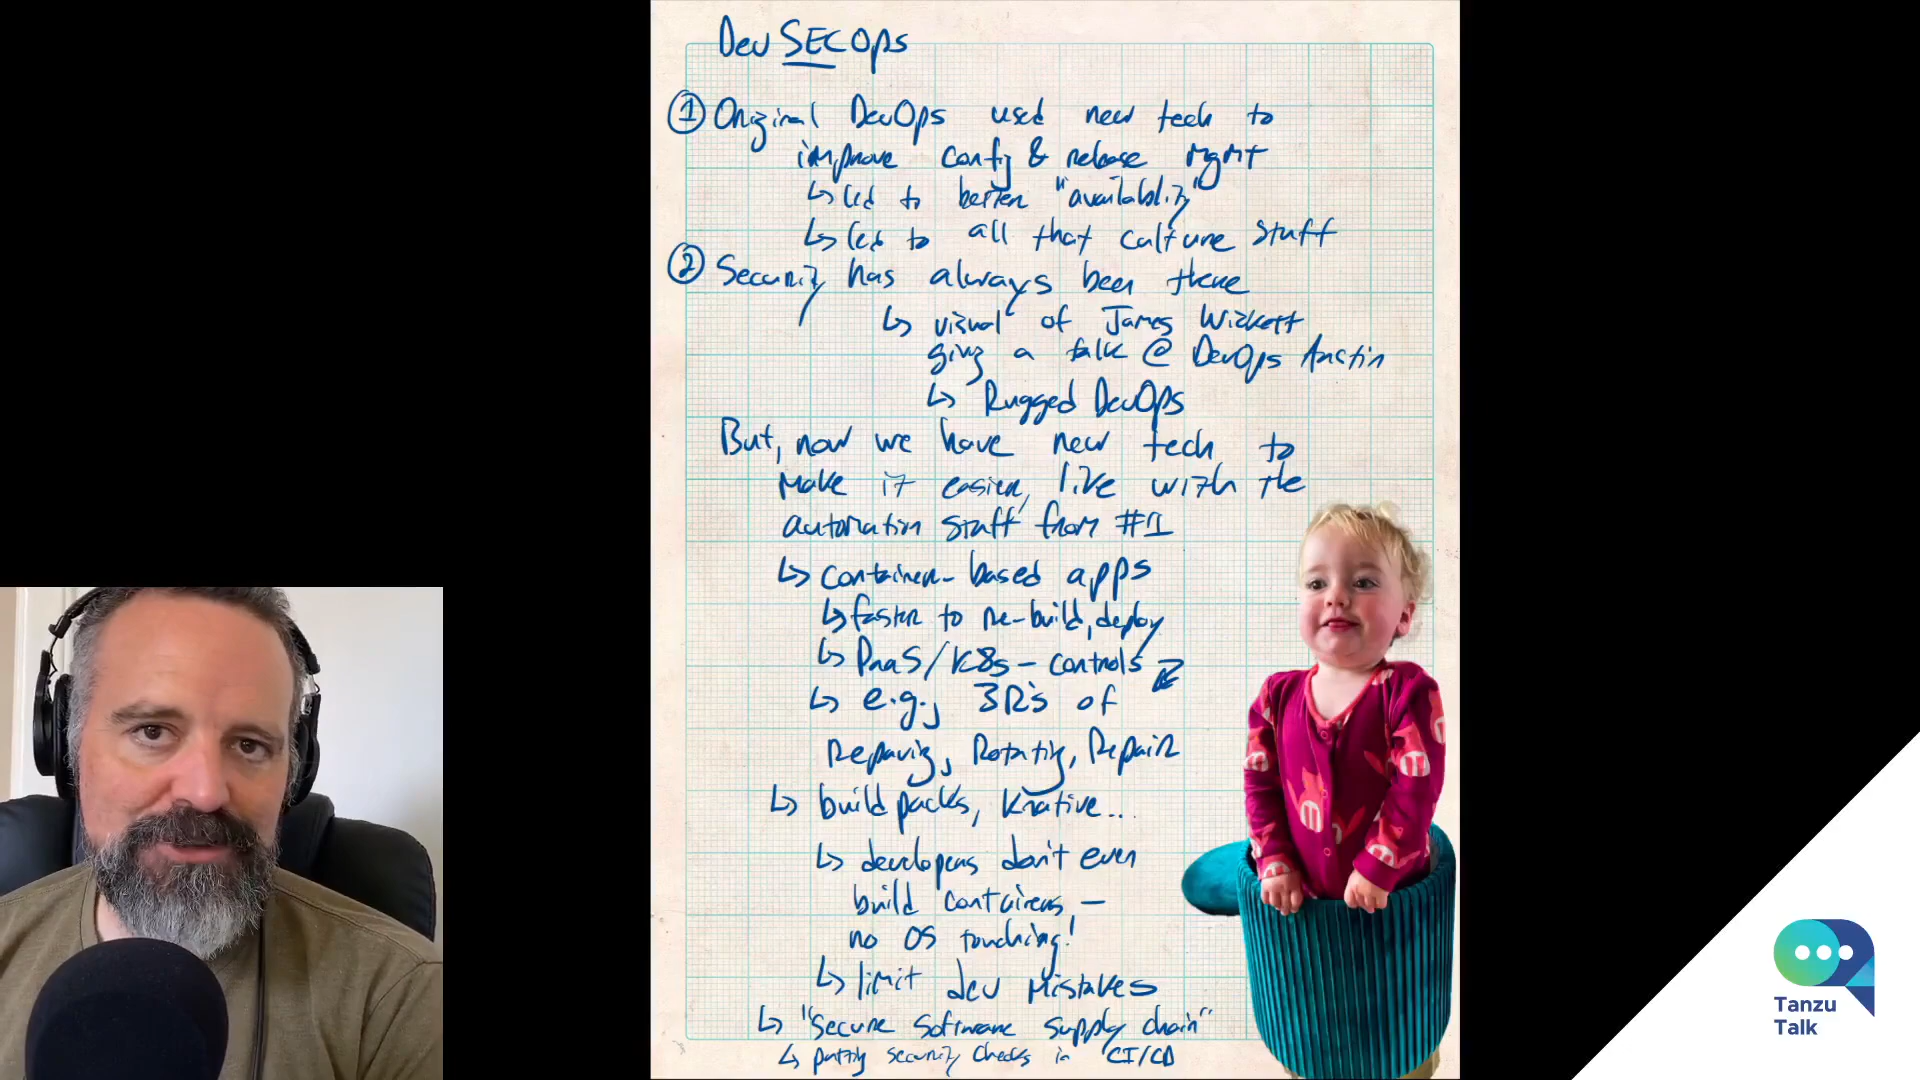 Dev SECOps
① Original DevOps used new tech to
improve config & release mgmt
↳ led to better "availability"
↳ led to all that culture stuff
② Security has always been there
↳ visual of James Wickett
giving a talk @ DevOps Austin
↳ Rugged DevOps
But, now we have new tech to
make it easier, like with the
automation stuff from #1
↳ container-based apps
↳ faster to re-build, deploy
↳ PaaS/K8s - controls
↳ e.g., 3R's of
Repaving, Rotating, Repair
↳ buildpacks, Knative...
↳ developers don't even
build containers, -
no OS touching!
↳ limit dev mistakes
↳ "Secure software supply chain"
↳ putting security checks in CI/CD
Tanzu
Talk